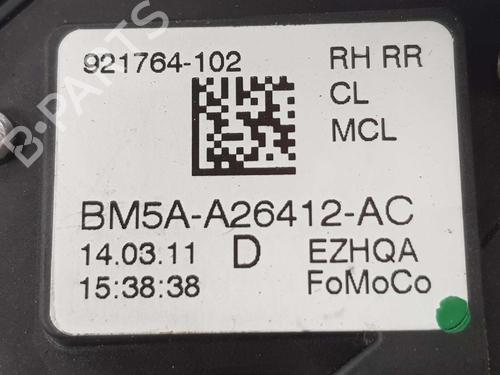 921764-102 RH RR
CL
MCL
BM5A-A26412-AC
14.03.11 D EZHQA
15:38:38 FoMoCo
B-PARTS